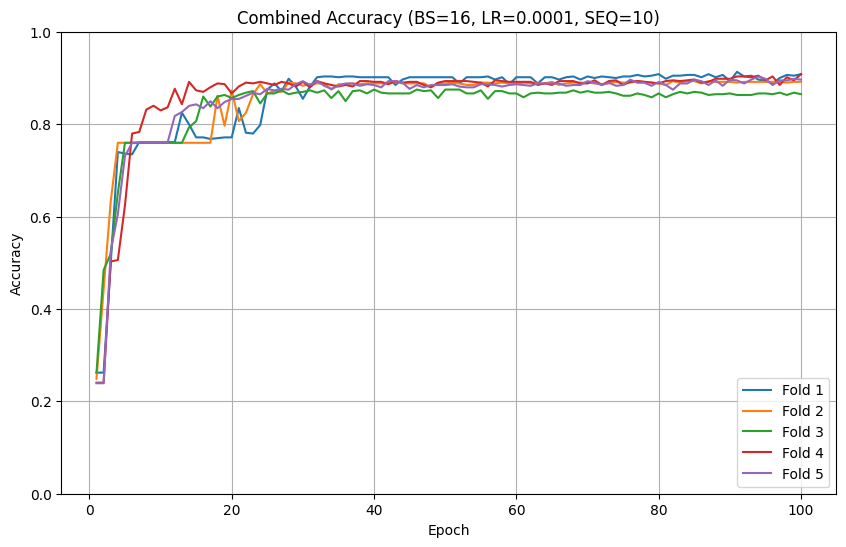 Combined Accuracy (BS=16, LR=0.0001, SEQ=10)
1.0
0.8
0.6
0.4
0.2
0.0
Accuracy
0 20 40 60 80 100
Epoch
Fold 1
Fold 2
Fold 3
Fold 4
Fold 5